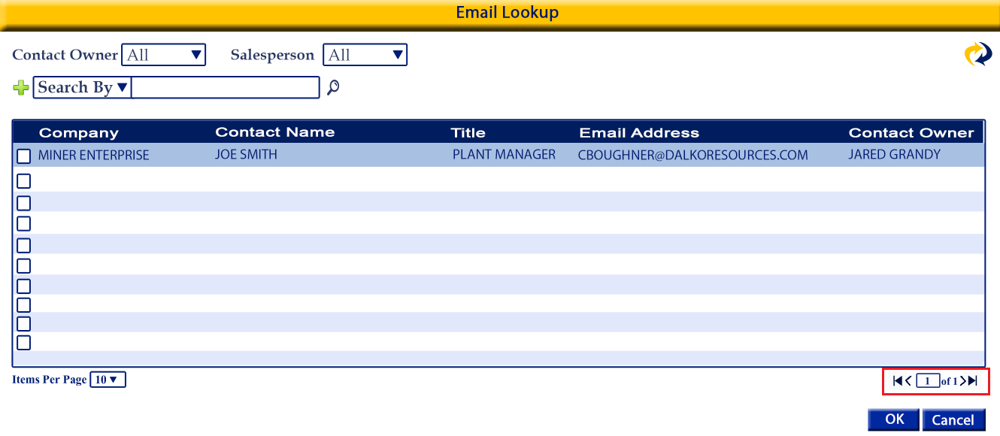 Email Lookup
Contact Owner All Salesperson All
Search By
Company Contact Name Title Email Address Contact Owner
MINER ENTERPRISE JOE SMITH PLANT MANAGER CBOUGHNER@DALKORESOURCES.COM JARED GRANDY
Items Per Page 10 1 of 1
OK Cancel